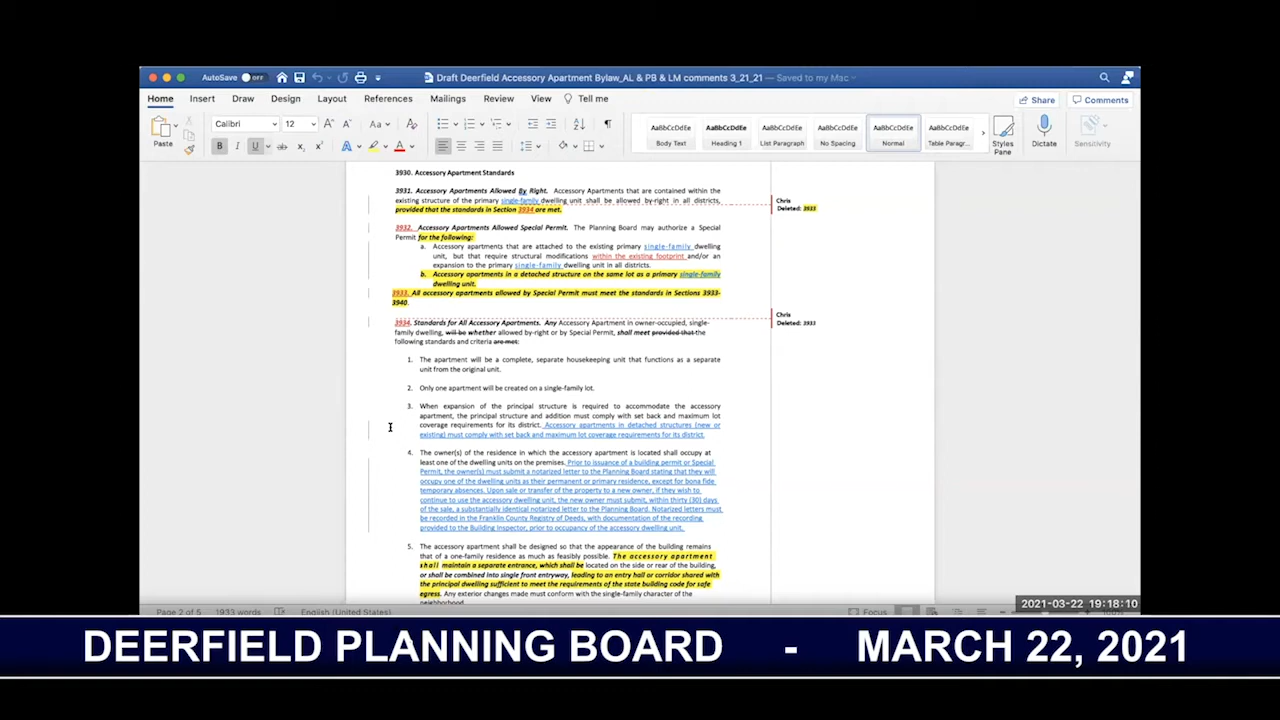 AutoSave OFF
Draft Deerfield Accessory Apartment Bylaw_AL & PB & LM comments 3_21_21 — Saved to my Mac
Home Insert Draw Design Layout References Mailings Review View Tell me
Share Comments
Paste
Calibri 12
AaBbCcDdEe AaBbCcDdEe AaBbCcDdEe AaBbCcDdEe AaBbCcDdEe AaBbCcDdEe
Body Text Heading 1 List Paragraph No Spacing Normal Table Paragr...
Styles Pane
Dictate
Sensitivity
3930. Accessory Apartment Standards
3931. Accessory Apartments Allowed By Right. Accessory Apartments that are contained within the
existing structure of the primary single-family dwelling unit shall be allowed by-right in all districts,
provided that the standards in Section 3934 are met.
Chris
Deleted: 3933
3932. Accessory Apartments Allowed Special Permit. The Planning Board may authorize a Special
Permit for the following:
a. Accessory apartments that are attached to the existing primary single-family dwelling
unit, but that require structural modifications within the existing footprint and/or an
expansion to the primary single-family dwelling unit in all districts.
b. Accessory apartments in a detached structure on the same lot as a primary single-family
dwelling unit.
3933. All accessory apartments allowed by Special Permit must meet the standards in Sections 3933-
3940.
Chris
Deleted: 3933
3934. Standards for All Accessory Apartments. Any Accessory Apartment in owner-occupied, single-
family dwelling, will be whether allowed by-right or by Special Permit, shall meet provided that the
following standards and criteria are met:
1. The apartment will be a complete, separate housekeeping unit that functions as a separate
unit from the original unit.
2. Only one apartment will be created on a single-family lot.
3. When expansion of the principal structure is required to accommodate the accessory
apartment, the principal structure and addition must comply with set back and maximum lot
coverage requirements for its district. Accessory apartments in detached structures (new or
existing) must comply with set back and maximum lot coverage requirements for its district.
4. The owner(s) of the residence in which the accessory apartment is located shall occupy at
least one of the dwelling units on the premises. Prior to issuance of a building permit or Special
Permit, the owner(s) must submit a notarized letter to the Planning Board stating that they will
occupy one of the dwelling units as their permanent or primary residence, except for bona fide
temporary absences. Upon sale or transfer of the property to a new owner, if they wish to
continue to use the accessory dwelling unit, the new owner must submit, within thirty (30) days
of the sale, a substantially identical notarized letter to the Planning Board. Notarized letters must
be recorded in the Franklin County Registry of Deeds, with documentation of the recording
provided to the Building Inspector, prior to occupancy of the accessory dwelling unit.
5. The accessory apartment shall be designed so that the appearance of the building remains
that of a one-family residence as much as feasibly possible. The accessory apartment
shall maintain a separate entrance, which shall be located on the side or rear of the building,
or shall be combined into single front entryway, leading to an entry hall or corridor shared with
the principal dwelling sufficient to meet the requirements of the state building code for safe
egress. Any exterior changes made must conform with the single-family character of the
neighborhood.
Page 2 of 5 1933 words English (United States) Focus
2021-03-22 19:18:10
DEERFIELD PLANNING BOARD - MARCH 22, 2021